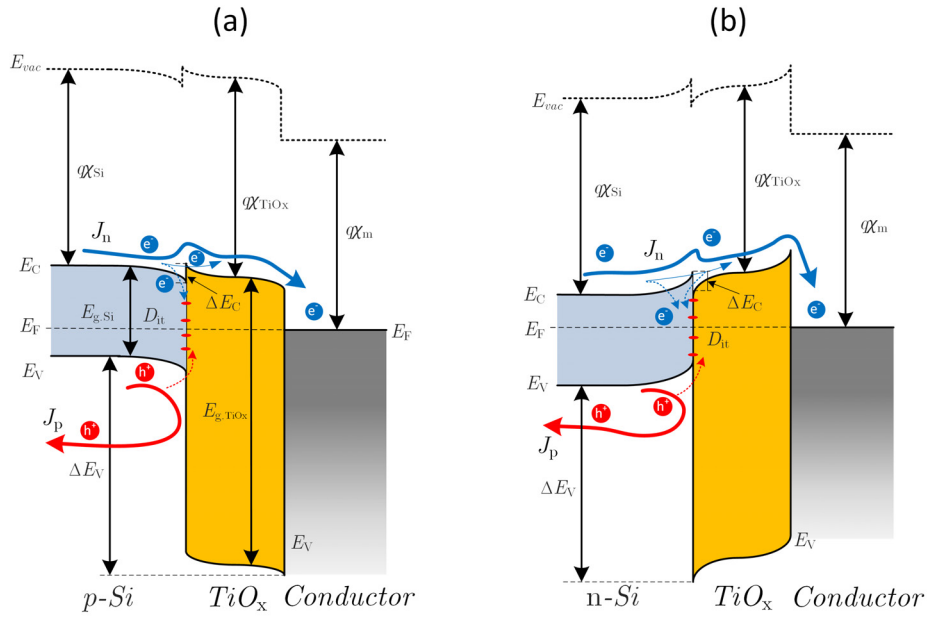 (a)
(b)
E_vac
qχ_Si
qχ_TiOx
qχ_m
J_n
e⁻
e⁻
e⁻
e⁻
E_C
ΔE_C
E_g.Si
D_it
E_F
E_F
E_V
h⁺
J_p
h⁺
E_g.TiOx
ΔE_V
E_V
p-Si
TiO_x
Conductor
E_vac
qχ_Si
qχ_TiOx
qχ_m
e⁻
J_n
e⁻
e⁻
e⁻
E_C
ΔE_C
E_F
D_it
E_V
h⁺
h⁺
J_p
ΔE_V
E_V
n-Si
TiO_x
Conductor